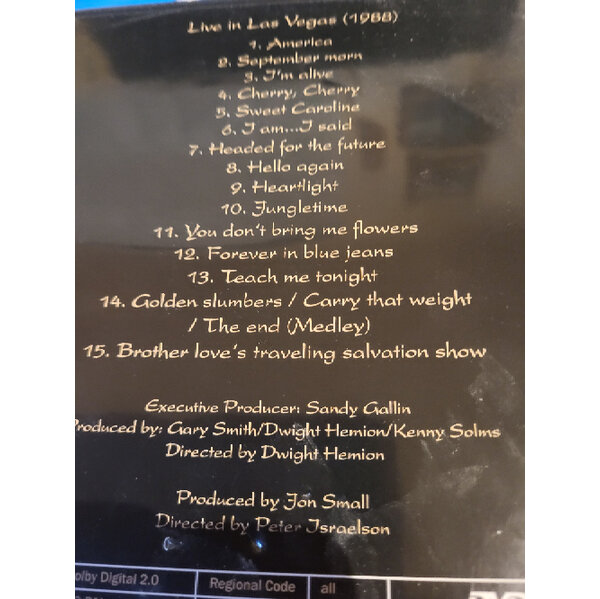 Live in Las Vegas (1988)
1. America
2. September morn
3. I'm alive
4. Cherry, Cherry
5. Sweet Caroline
6. I am...I said
7. Headed for the future
8. Hello again
9. Heartlight
10. Jungletime
11. You don't bring me flowers
12. Forever in blue jeans
13. Teach me tonight
14. Golden slumbers / Carry that weight
/ The end (Medley)
15. Brother love's traveling salvation show
Executive Producer: Sandy Gallin
Produced by: Gary Smith/Dwight Hemion/Kenny Solms
Directed by Dwight Hemion
Produced by Jon Small
Directed by Peter Israelson
olby Digital 2.0
Regional Code
all